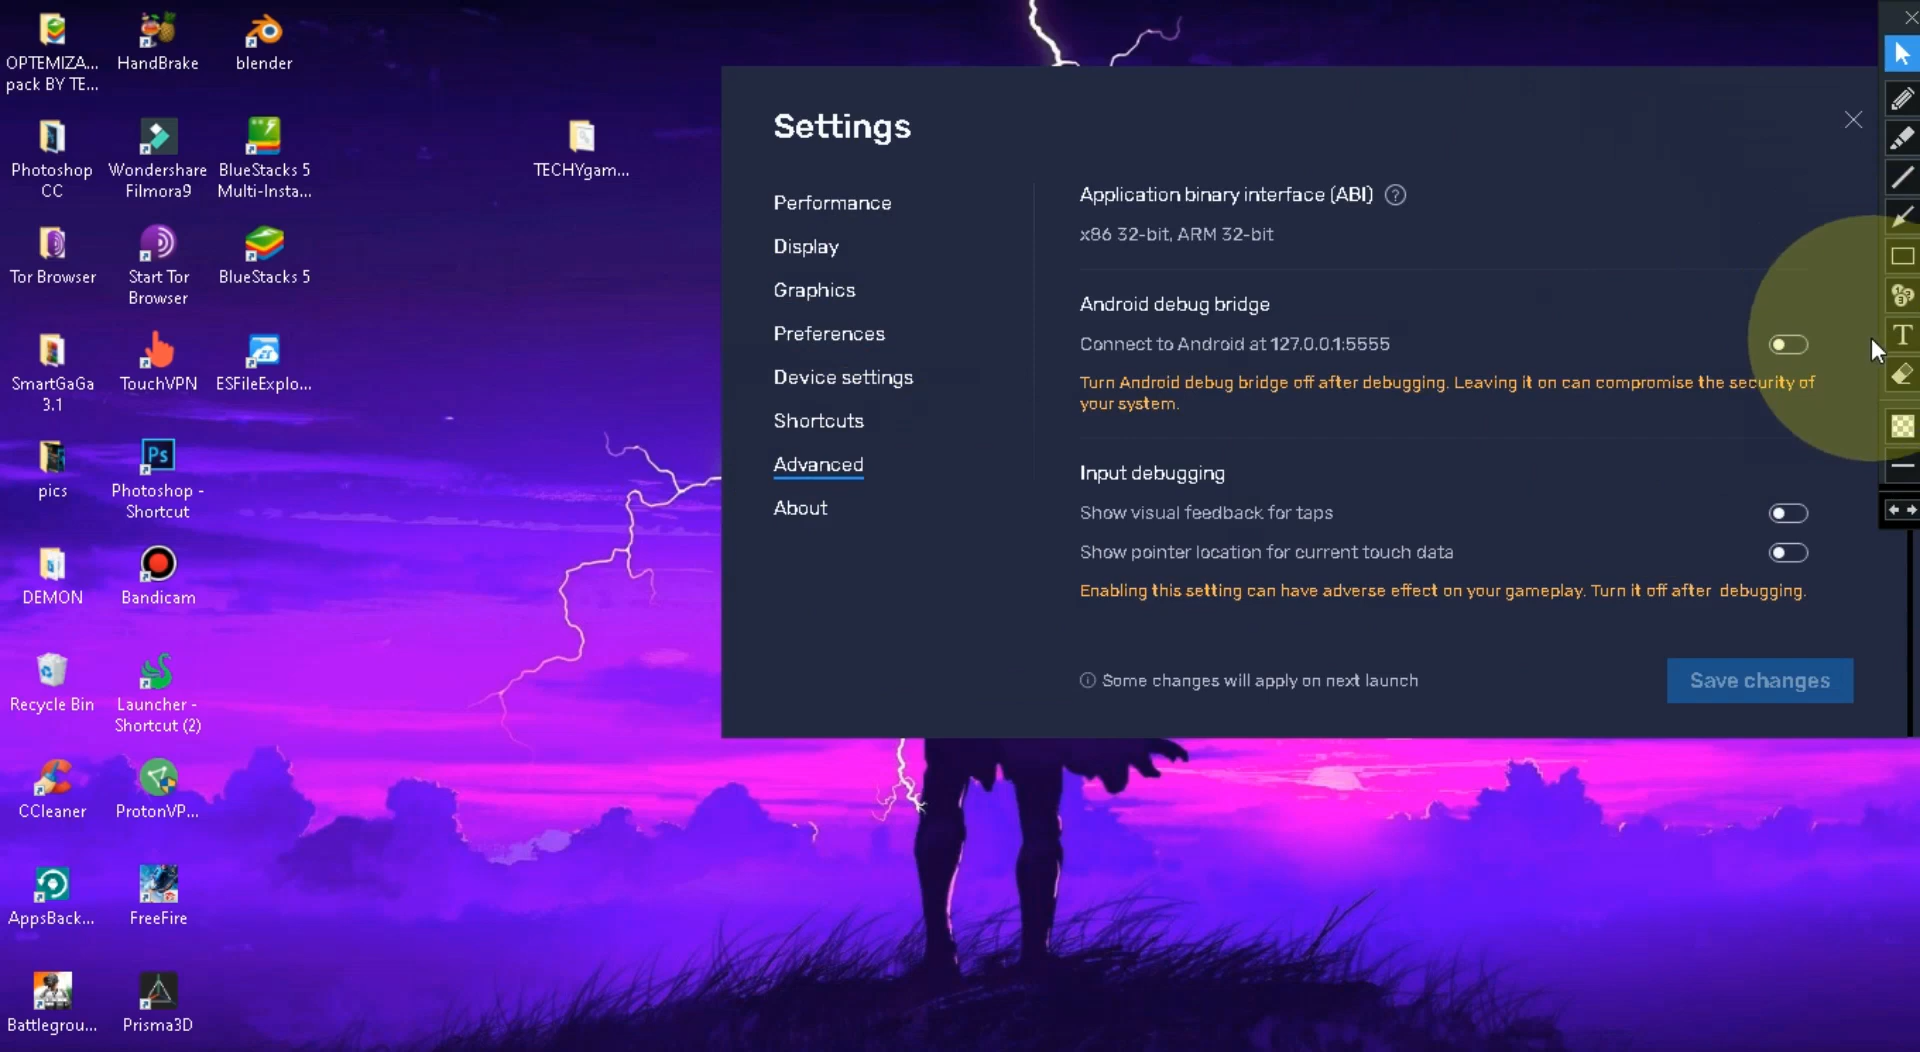 OPTEMIZA...
pack BY TE...
HandBrake
blender
Photoshop
CC
Wondershare
Filmora9
BlueStacks 5
Multi-Insta...
TECHYgam...
Tor Browser
Start Tor
Browser
BlueStacks 5
SmartGaGa
3.1
TouchVPN
ESFileExplo...
pics
Ps
Photoshop -
Shortcut
DEMON
Bandicam
Recycle Bin
Launcher -
Shortcut (2)
CCleaner
ProtonVP...
AppsBack...
FreeFire
Battlegrou...
Prisma3D
Settings
Performance
Display
Graphics
Preferences
Device settings
Shortcuts
Advanced
About
Application binary interface (ABI) ?
x86 32-bit, ARM 32-bit
Android debug bridge
Connect to Android at 127.0.0.1:5555
Turn Android debug bridge off after debugging. Leaving it on can compromise the security of
your system.
Input debugging
Show visual feedback for taps
Show pointer location for current touch data
Enabling this setting can have adverse effect on your gameplay. Turn it off after debugging.
Some changes will apply on next launch
Save changes
T